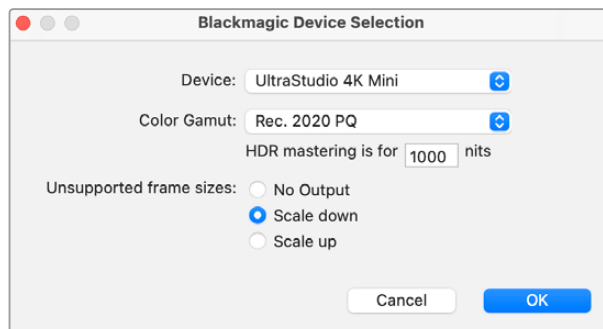 Blackmagic Device Selection
Device: UltraStudio 4K Mini
Color Gamut: Rec. 2020 PQ
HDR mastering is for 1000 nits
Unsupported frame sizes: No Output
Scale down
Scale up
Cancel OK